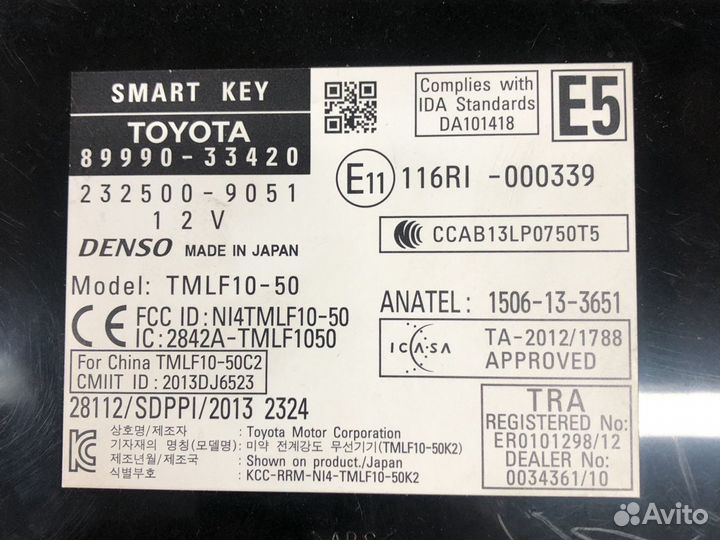 SMART KEY
TOYOTA
89990-33420
232500-9051
12V
DENSO MADE IN JAPAN
Model: TMLF10-50
CE FCC ID: NI4TMLF10-50
IC: 2842A-TMLF1050
For China TMLF10-50C2
CMIIT ID : 2013DJ6523
28112/SDPPI/2013 2324
상호명/제조자 : Toyota Motor Corporation
기자재의 명칭(모델명) : 미약 전계강도 무선기기(TMLF10-50K2)
제조년월/제조국 : Shown on product./Japan
식별부호 : KCC-RRM-NI4-TMLF10-50K2
Complies with
IDA Standards
DA101418
E5
E11 116RI -000339
CCAB13LP0750T5
ANATEL: 1506-13-3651
ICASA
TA-2012/1788
APPROVED
TRA
REGISTERED No:
ER0101298/12
DEALER No:
0034361/10
Avito